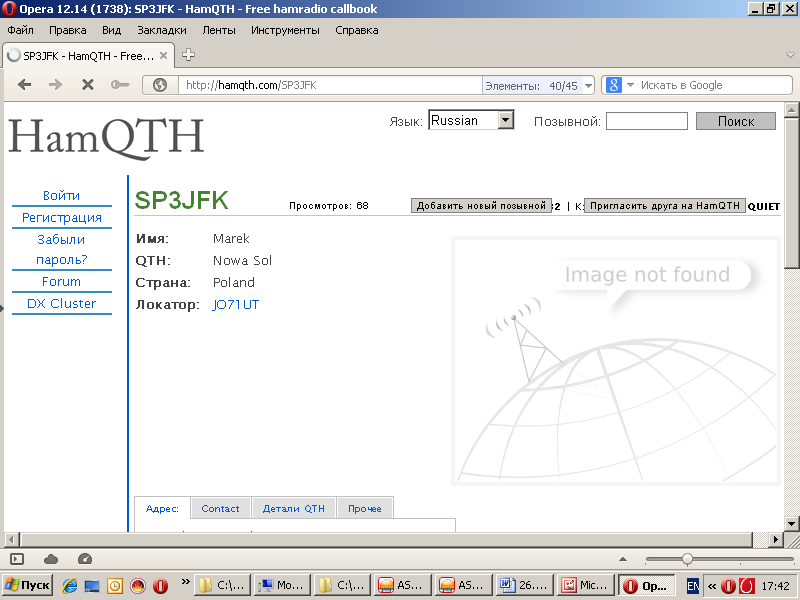 Opera 12.14 (1738): SP3JFK - HamQTH - Free hamradio callbook
Файл Правка Вид Закладки Ленты Инструменты Справка
SP3JFK - HamQTH - Free...
http://hamqth.com/SP3JFK Элементы: 40/45 Искать в Google
HamQTH
Язык: Russian Позывной: Поиск
Войти
Регистрация
Забыли
пароль?
Forum
DX Cluster
SP3JFK Просмотров: 68 Добавить новый позывной :2 | K: Пригласить друга на HamQTH QUIET
Имя: Marek
QTH: Nowa Sol
Страна: Poland
Локатор: JO71UT
Image not found
Адрес: Contact Детали QTH Прочее
Пуск » C:\... Mo... C:\... AS... AS... 26.... Mic... Op... EN « 17:42